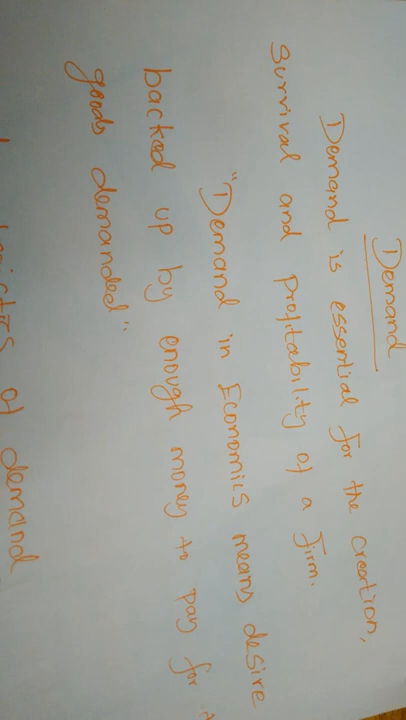 Demand
Demand is essential for the creation,
survival and profitability of a firm.
"Demand in Economics means desire
backed up by enough money to pay for
goods demanded"
of demand